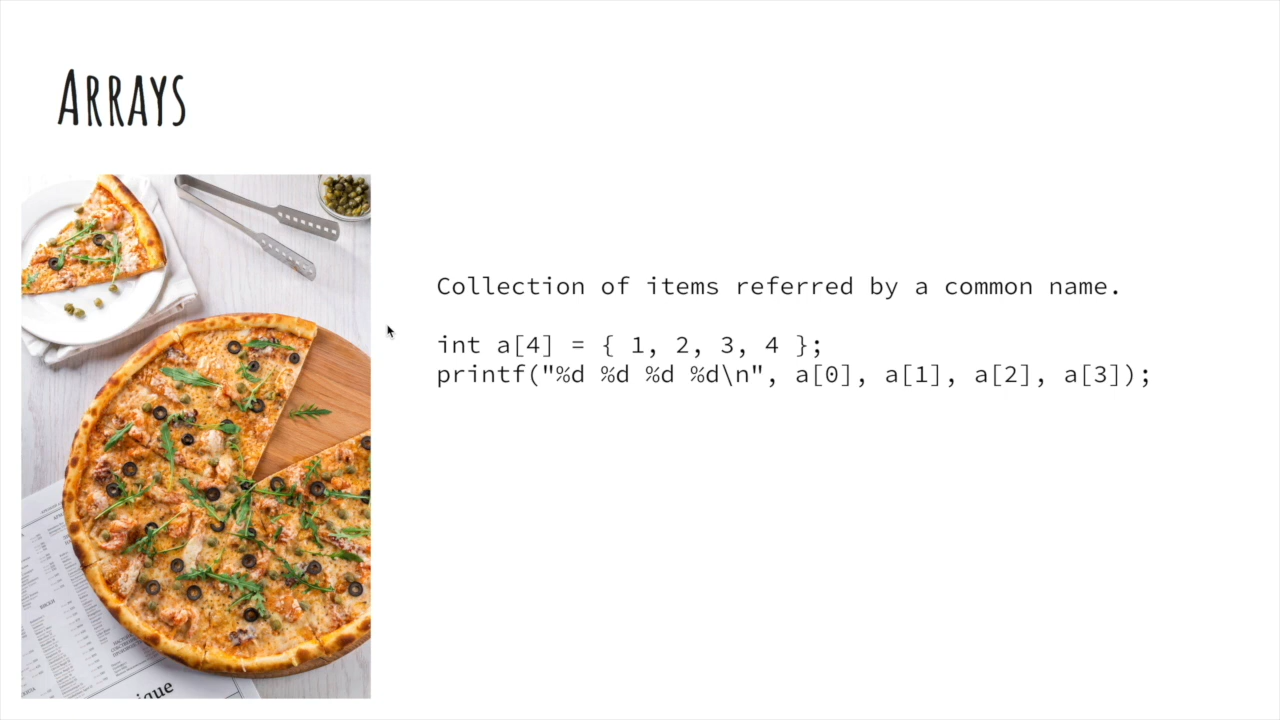 ARRAYS
Collection of items referred by a common name.
int a[4] = { 1, 2, 3, 4 };
printf("%d %d %d %d\n", a[0], a[1], a[2], a[3]);
ique